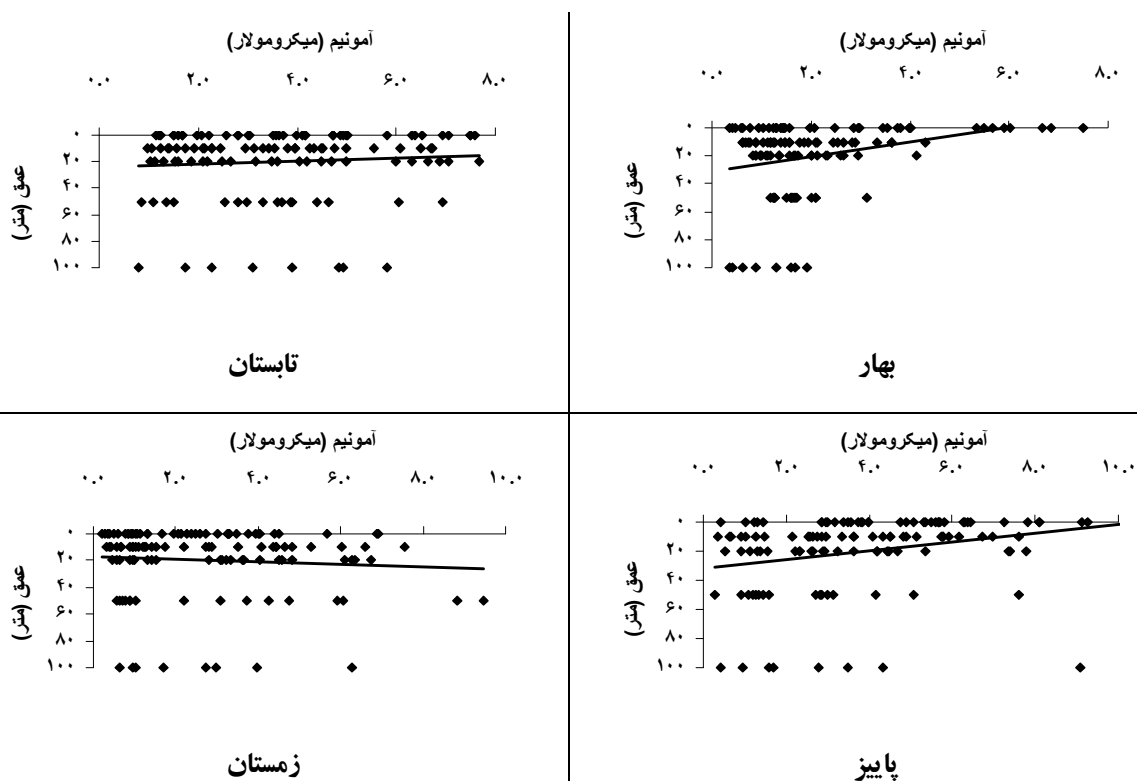 آمونیم (میکرومولار)
۰.۰ ۲.۰ ۴.۰ ۶.۰ ۸.۰
۰
۲۰
۴۰
۶۰
۸۰
۱۰۰
عمق (متر)
بهار
آمونیم (میکرومولار)
۰.۰ ۲.۰ ۴.۰ ۶.۰ ۸.۰
۰
۲۰
۴۰
۶۰
۸۰
۱۰۰
عمق (متر)
تابستان
آمونیم (میکرومولار)
۰.۰ ۲.۰ ۴.۰ ۶.۰ ۸.۰ ۱۰.۰
۰
۲۰
۴۰
۶۰
۸۰
۱۰۰
عمق (متر)
پاییز
آمونیم (میکرومولار)
۰.۰ ۲.۰ ۴.۰ ۶.۰ ۸.۰ ۱۰.۰
۰
۲۰
۴۰
۶۰
۸۰
۱۰۰
عمق (متر)
زمستان